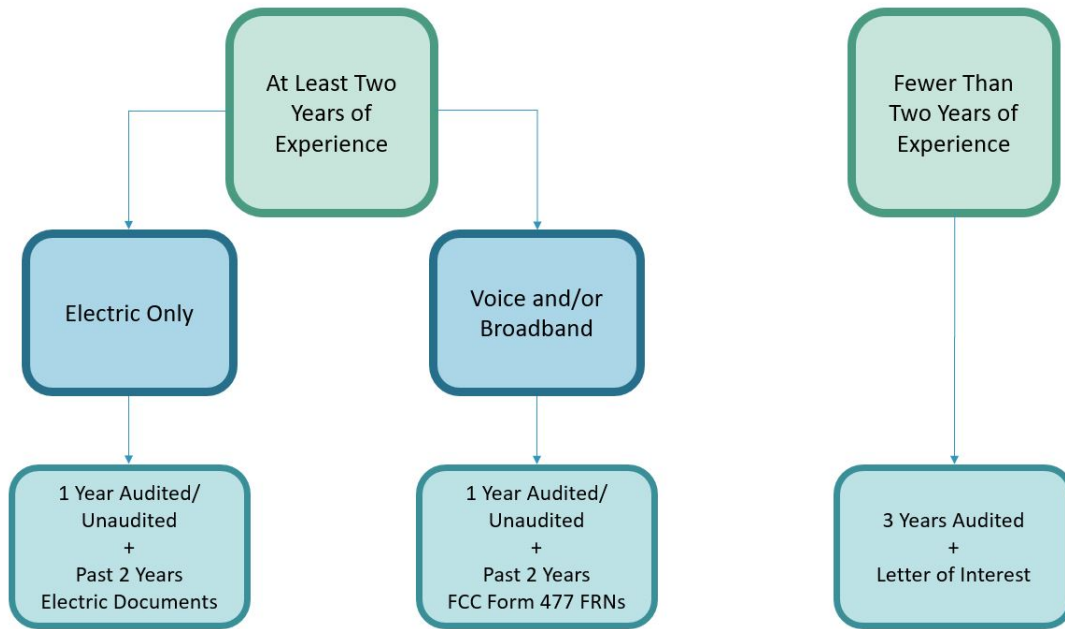 At Least Two
Years of
Experience
Fewer Than
Two Years of
Experience
Electric Only
Voice and/or
Broadband
1 Year Audited/
Unaudited
+
Past 2 Years
Electric Documents
1 Year Audited/
Unaudited
+
Past 2 Years
FCC Form 477 FRNs
3 Years Audited
+
Letter of Interest